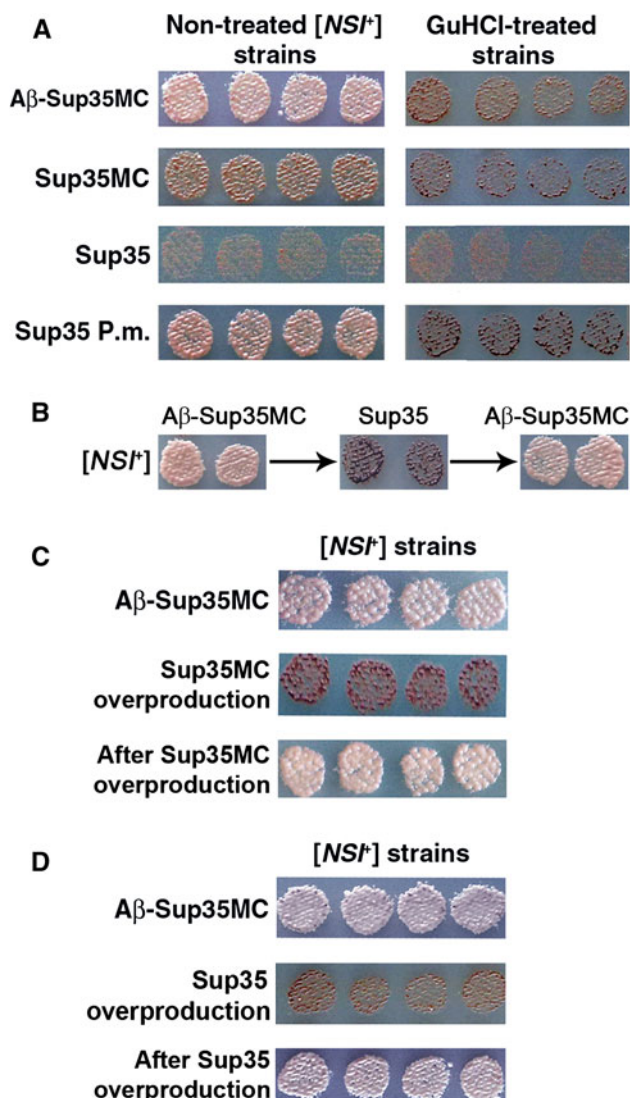 A
Non-treated [NSI⁺] strains
GuHCl-treated strains
Aβ-Sup35MC
Sup35MC
Sup35
Sup35 P.m.
B
Aβ-Sup35MC
Sup35
Aβ-Sup35MC
[NSI⁺]
C
[NSI⁺] strains
Aβ-Sup35MC
Sup35MC
overproduction
After Sup35MC
overproduction
D
[NSI⁺] strains
Aβ-Sup35MC
Sup35
overproduction
After Sup35
overproduction